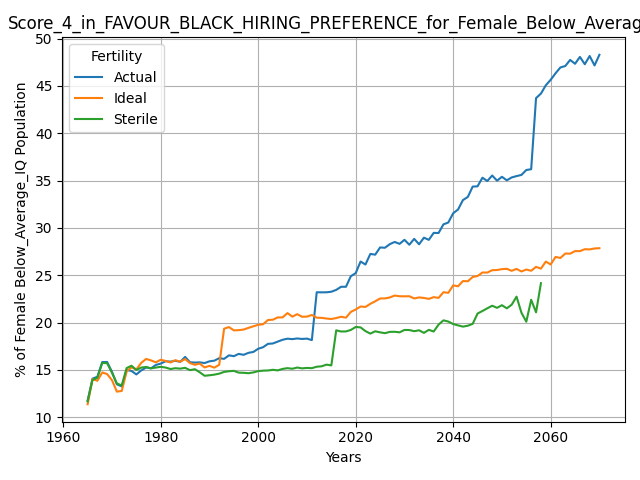 Score_4_in_FAVOUR_BLACK_HIRING_PREFERENCE_for_Female_Below_Averag
50
45
40
35
30
25
20
15
10
% of Female Below_Average_IQ Population
Fertility
Actual
Ideal
Sterile
1960
1980
2000
2020
2040
2060
Years